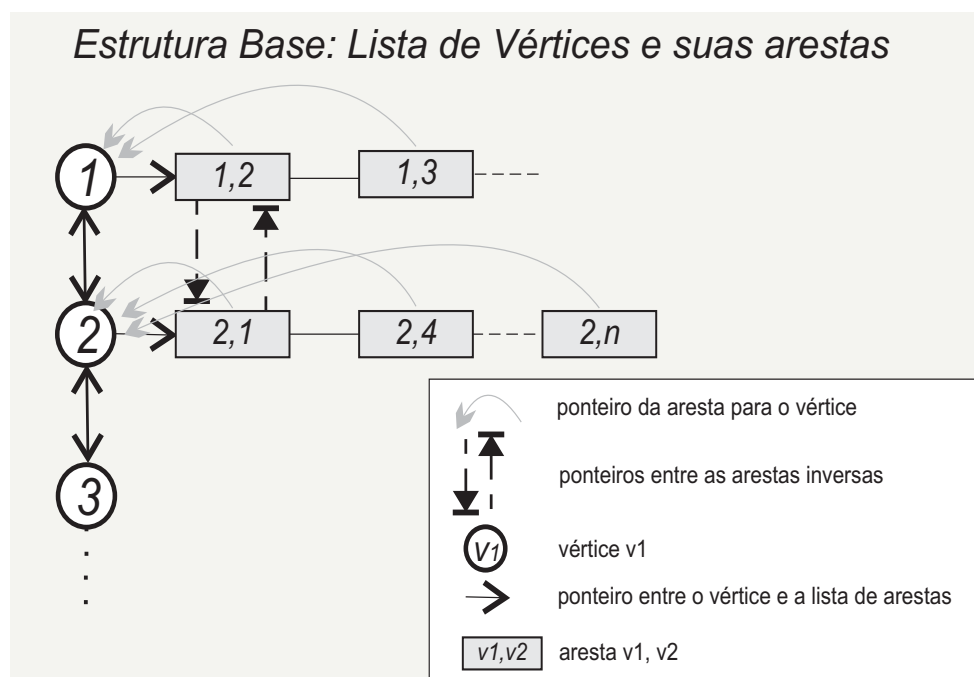 Estrutura Base: Lista de Vértices e suas arestas
1
1,2
1,3
2
2,1
2,4
2,n
3
ponteiro da aresta para o vértice
ponteiros entre as arestas inversas
v1 vértice v1
ponteiro entre o vértice e a lista de arestas
v1,v2 aresta v1, v2